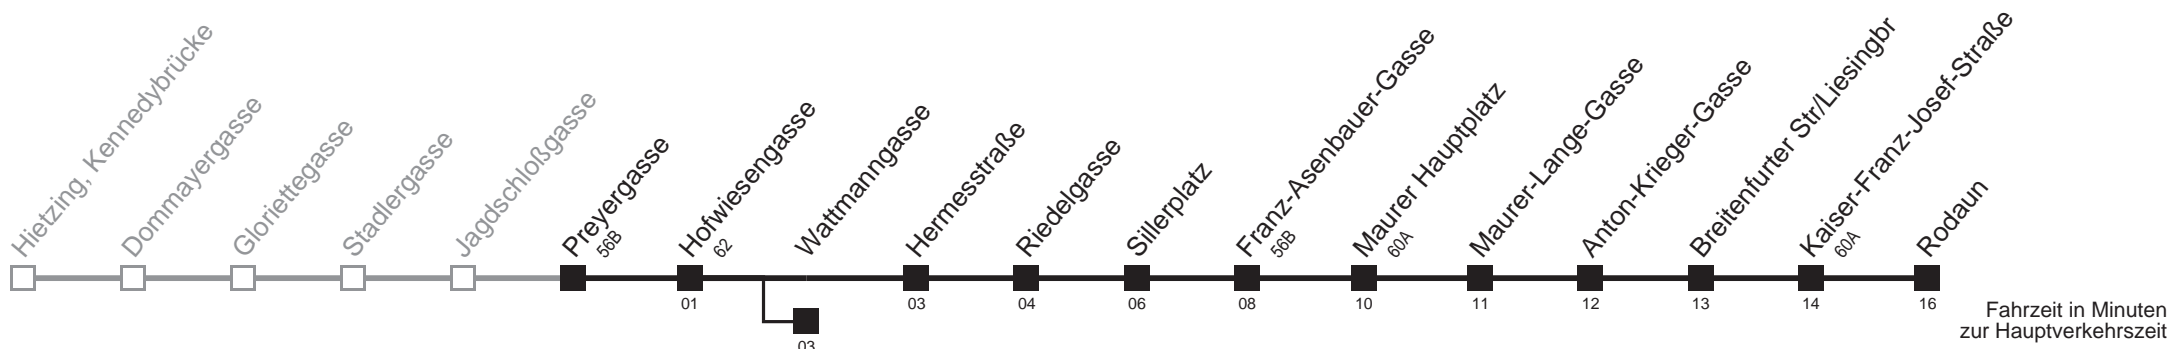 Hietzing, Kennedybrücke
Dommayergasse
Gloriettegasse
Stadlergasse
Jagdschloßgasse
Preyergasse
56B
Hofwiesengasse
62
Wattmanngasse
Hermesstraße
Riedelgasse
Sillerplatz
Franz-Asenbauer-Gasse
56B
Maurer Hauptplatz
60A
Maurer-Lange-Gasse
Anton-Krieger-Gasse
Breitenfurter Str/Liesingbr
Kaiser-Franz-Josef-Straße
60A
Rodaun
01
03
04
06
08
10
11
12
13
14
16
03
Fahrzeit in Minuten
zur Hauptverkehrszeit